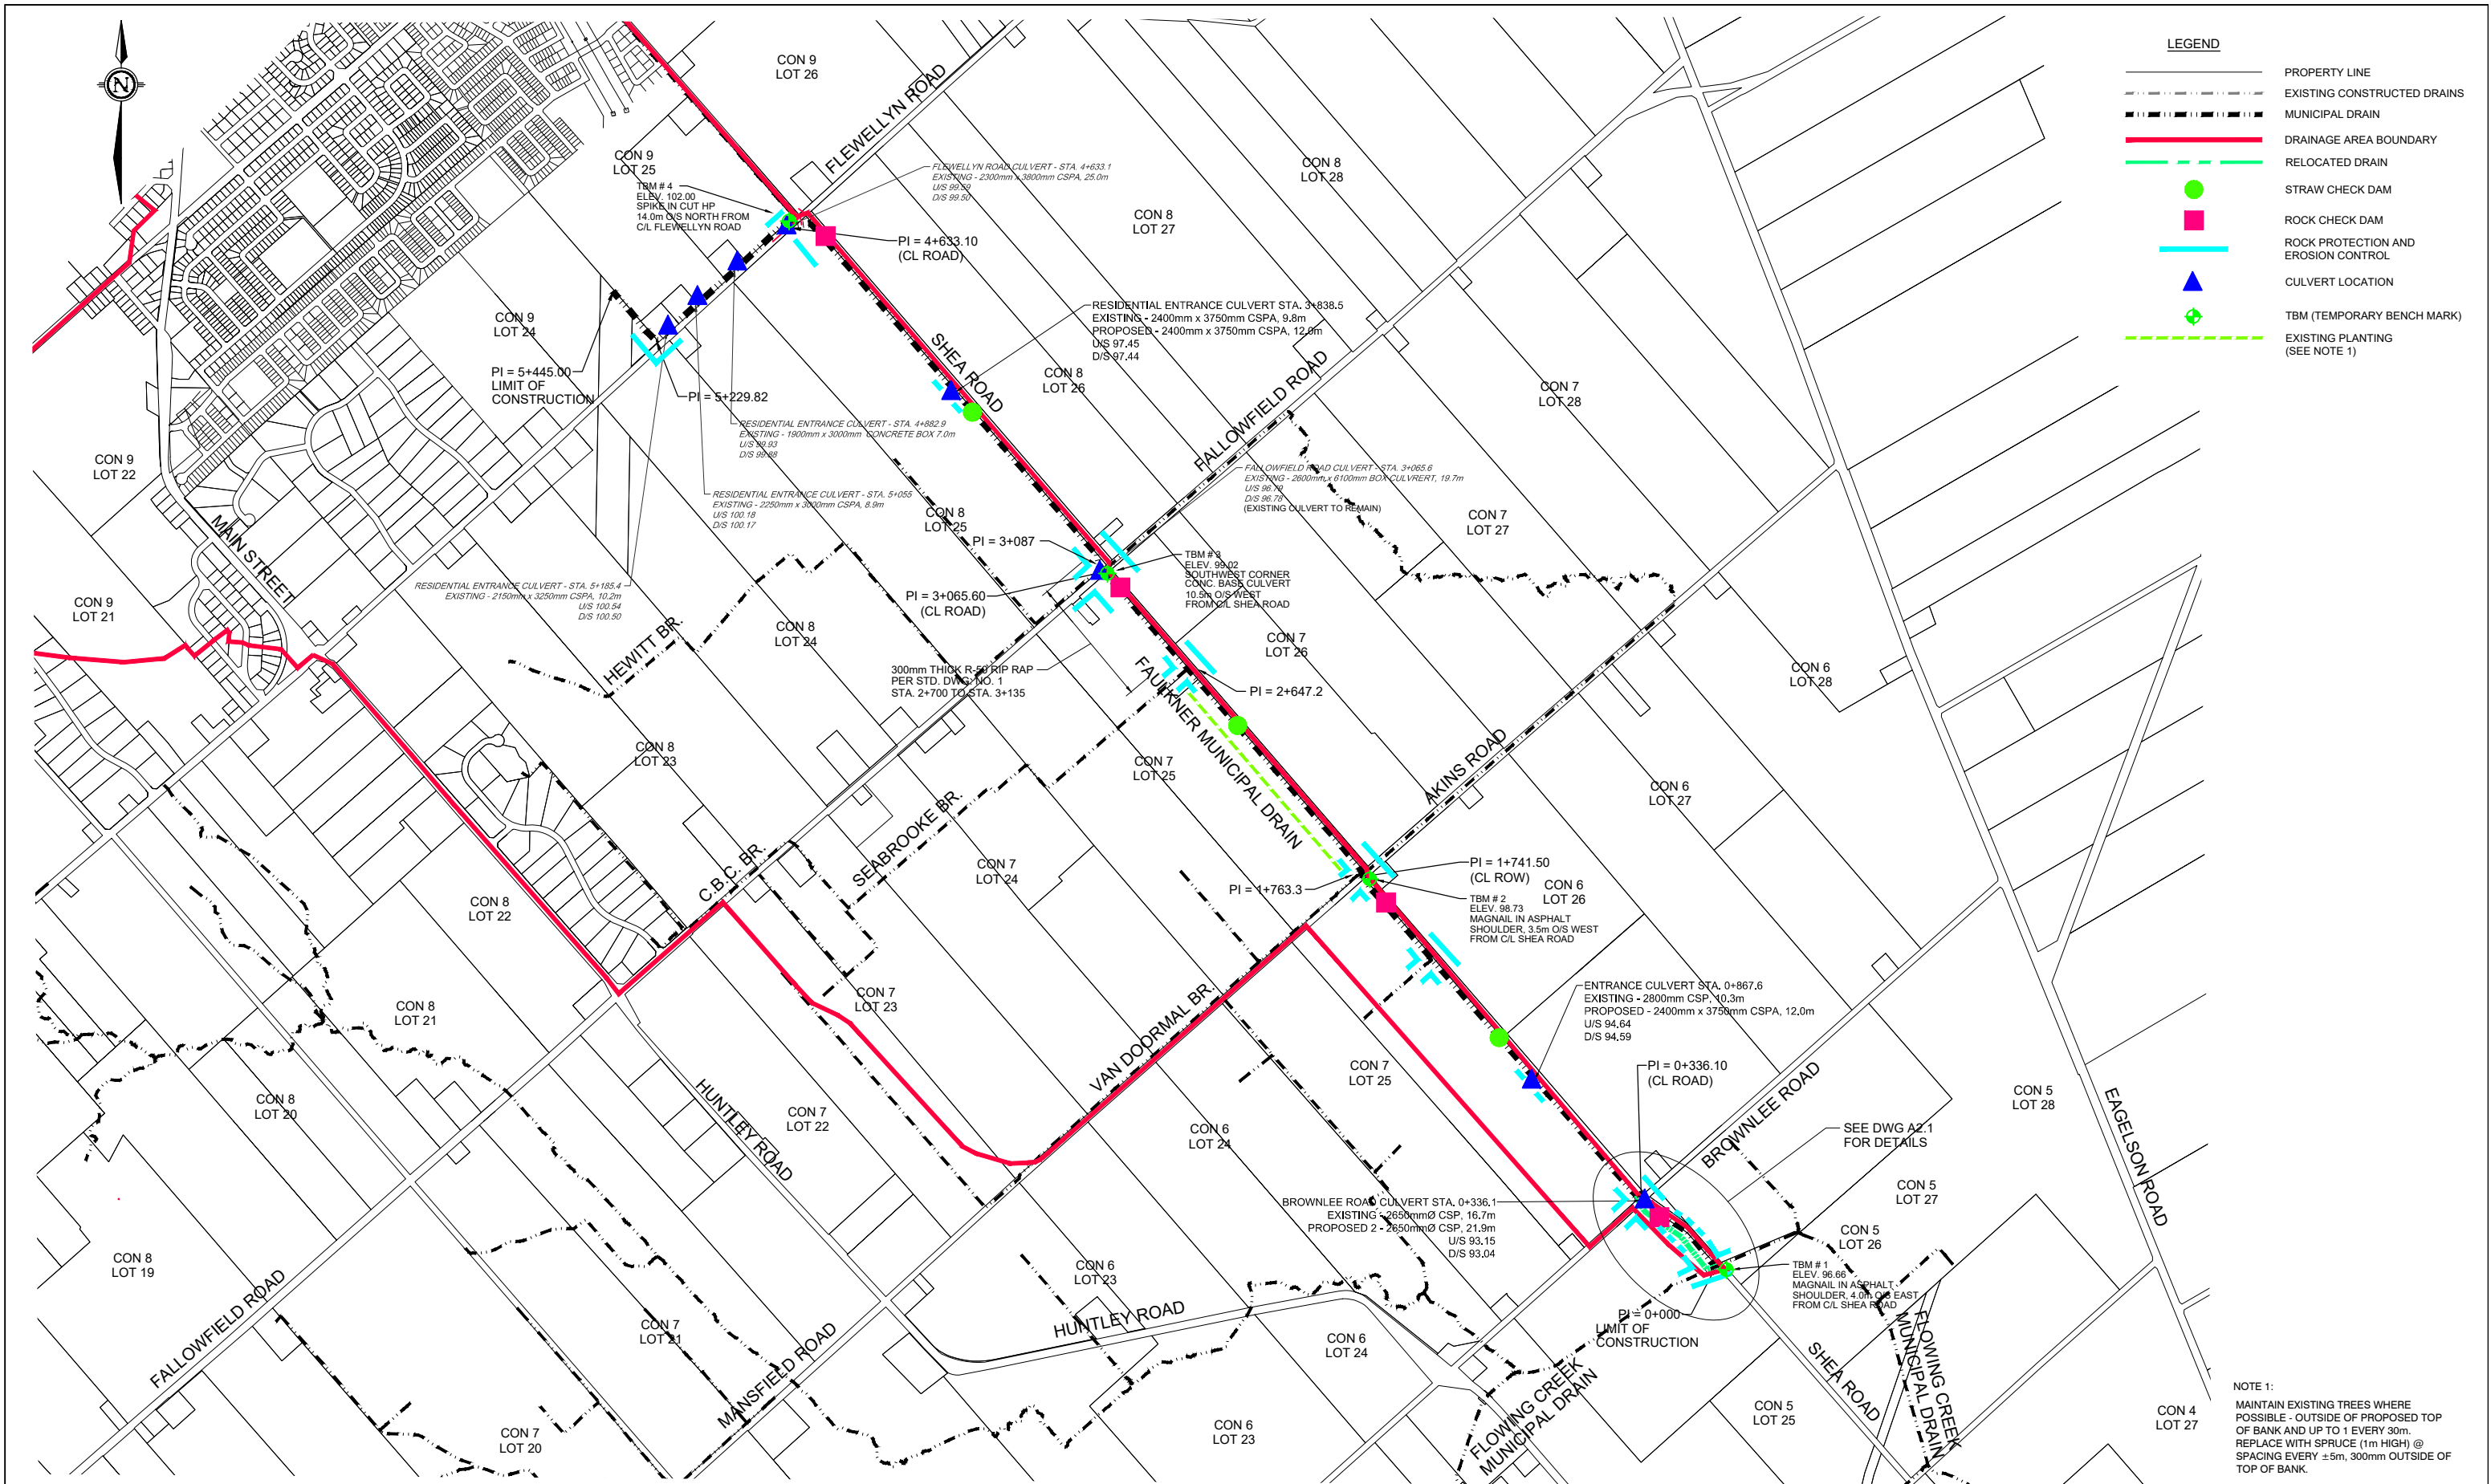 LEGEND
PROPERTY LINE
EXISTING CONSTRUCTED DRAINS
MUNICIPAL DRAIN
DRAINAGE AREA BOUNDARY
RELOCATED DRAIN
STRAW CHECK DAM
ROCK CHECK DAM
ROCK PROTECTION AND
EROSION CONTROL
CULVERT LOCATION
TBM (TEMPORARY BENCH MARK)
EXISTING PLANTING
(SEE NOTE 1)
N
CON 9
LOT 26
FLEWELLYN ROAD
CON 9
LOT 25
TBM # 4
ELEV. 102.00
SPIKE IN CUT HP
14.0m O/S NORTH FROM
C/L FLEWELLYN ROAD
FLEWELLYN ROAD CULVERT - STA. 4+633.1
EXISTING - 2300mm x 3800mm CSPA, 25.0m
U/S 99.59
D/S 99.50
PI = 4+633.10
(CL ROAD)
CON 8
LOT 28
CON 8
LOT 27
CON 9
LOT 24
PI = 5+445.00
LIMIT OF
CONSTRUCTION
PI = 5+229.82
RESIDENTIAL ENTRANCE CULVERT STA. 3+838.5
EXISTING - 2400mm x 3750mm CSPA, 9.8m
PROPOSED - 2400mm x 3750mm CSPA, 12.0m
U/S 97.45
D/S 97.44
SHEA ROAD
CON 8
LOT 26
FALLOWFIELD ROAD
CON 7
LOT 28
RESIDENTIAL ENTRANCE CULVERT - STA. 4+882.9
EXISTING - 1900mm x 3000mm CONCRETE BOX 7.0m
U/S 99.93
D/S 99.88
CON 9
LOT 22
RESIDENTIAL ENTRANCE CULVERT - STA. 5+055
EXISTING - 2250mm x 3000mm CSPA, 8.9m
U/S 100.18
D/S 100.17
FALLOWFIELD ROAD CULVERT - STA. 3+065.6
EXISTING - 2600mm x 6100mm BOX CULVRERT, 19.7m
U/S 96.79
D/S 96.78
(EXISTING CULVERT TO REMAIN)
CON 8
LOT 25
CON 7
LOT 27
MAIN STREET
PI = 3+087
TBM # 3
ELEV. 99.02
SOUTHWEST CORNER
CONC. BASE CULVERT
10.5m O/S WEST
FROM C/L SHEA ROAD
RESIDENTIAL ENTRANCE CULVERT - STA. 5+185.4
EXISTING - 2150mm x 3250mm CSPA, 10.2m
U/S 100.54
D/S 100.50
PI = 3+065.60
(CL ROAD)
CON 9
LOT 21
HEWITT BR.
CON 8
LOT 24
CON 7
LOT 26
300mm THICK R-50 RIP RAP
PER STD. DWG. NO. 1
STA. 2+700 TO STA. 3+135
FAULKNER MUNICIPAL DRAIN
PI = 2+647.2
CON 6
LOT 28
CON 8
LOT 23
CON 7
LOT 25
AKINS ROAD
CON 6
LOT 27
SEABROOKE BR.
C.B.C. BR.
CON 7
LOT 24
PI = 1+741.50
(CL ROW)
PI = 1+763.3
CON 6
LOT 26
TBM # 2
ELEV. 98.73
MAGNAIL IN ASPHALT
SHOULDER, 3.5m O/S WEST
FROM C/L SHEA ROAD
CON 8
LOT 22
CON 7
LOT 23
CON 8
LOT 21
VAN DOORMAL BR.
ENTRANCE CULVERT STA. 0+867.6
EXISTING - 2800mm CSP, 10.3m
PROPOSED - 2400mm x 3750mm CSPA, 12.0m
U/S 94.64
D/S 94.59
CON 7
LOT 25
PI = 0+336.10
(CL ROAD)
BROWNLEE ROAD
CON 5
LOT 28
EAGELSON ROAD
CON 8
LOT 20
HUNTLEY ROAD
CON 7
LOT 22
CON 6
LOT 24
SEE DWG A2.1
FOR DETAILS
CON 5
LOT 27
BROWNLEE ROAD CULVERT STA. 0+336.1
EXISTING - 2650mmØ CSP, 16.7m
PROPOSED 2 - 2650mmØ CSP, 21.9m
U/S 93.15
D/S 93.04
CON 5
LOT 26
CON 8
LOT 19
CON 6
LOT 23
TBM # 1
ELEV. 96.66
MAGNAIL IN ASPHALT
SHOULDER, 4.0m O/S EAST
FROM C/L SHEA ROAD
FALLOWFIELD ROAD
CON 7
LOT 21
HUNTLEY ROAD
PI = 0+000
LIMIT OF
CONSTRUCTION
CON 6
LOT 24
SHEA ROAD
FLOWING CREEK
MUNICIPAL DRAIN
MANSFIELD ROAD
FLOWING CREEK
MUNICIPAL DRAIN
CON 5
LOT 25
CON 4
LOT 27
CON 7
LOT 20
CON 6
LOT 23
NOTE 1:
MAINTAIN EXISTING TREES WHERE
POSSIBLE - OUTSIDE OF PROPOSED TOP
OF BANK AND UP TO 1 EVERY 30m.
REPLACE WITH SPRUCE (1m HIGH) @
SPACING EVERY ±5m, 300mm OUTSIDE OF
TOP OF BANK.